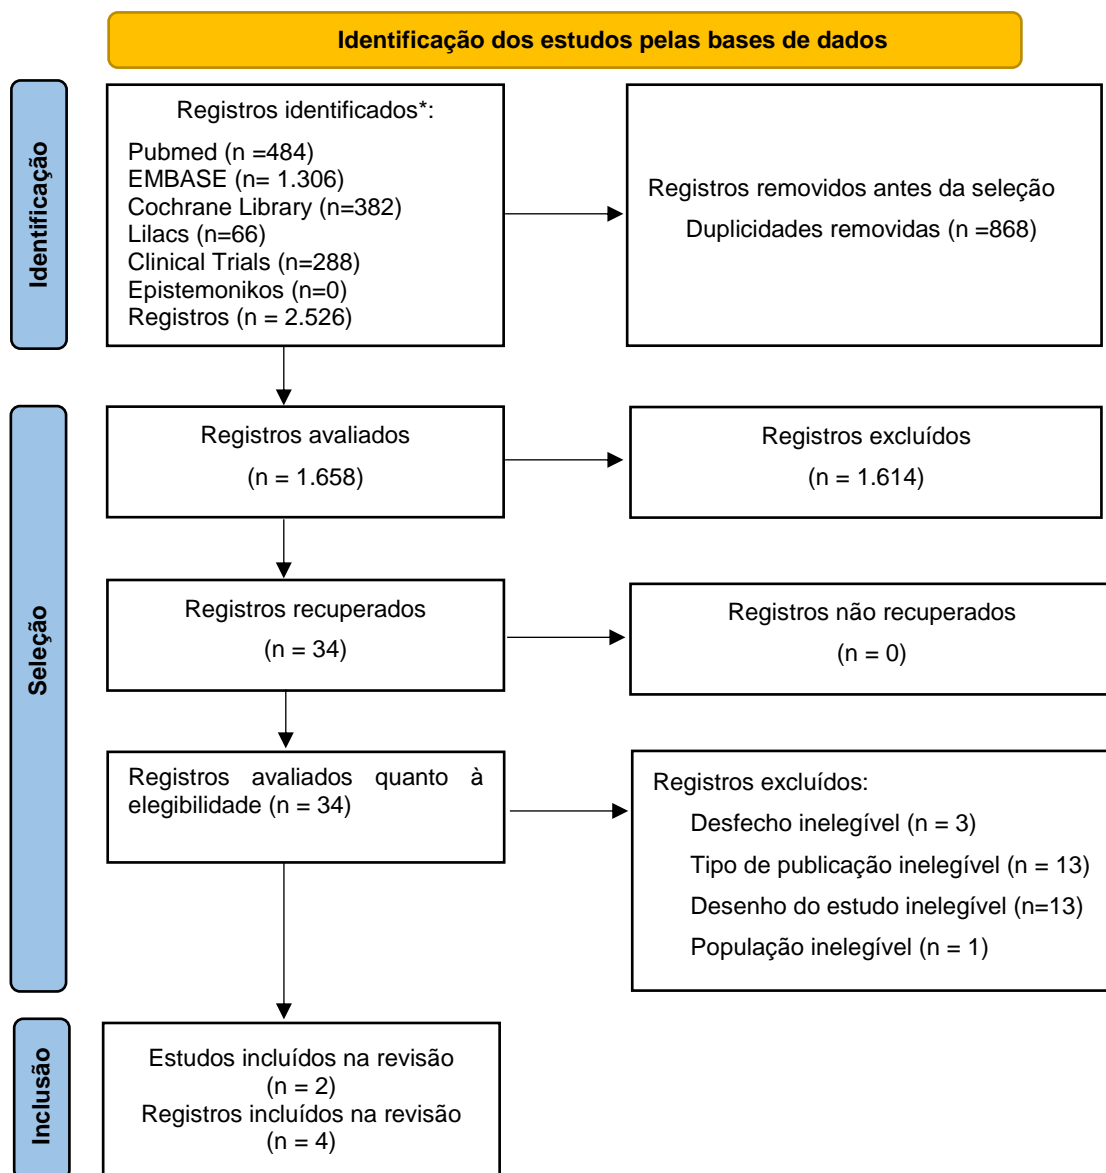 Identificação dos estudos pelas bases de dados
Identificação
Registros identificados*:
Pubmed (n =484)
EMBASE (n= 1.306)
Cochrane Library (n=382)
Lilacs (n=66)
Clinical Trials (n=288)
Epistemonikos (n=0)
Registros (n = 2.526)
Registros removidos antes da seleção
Duplicidades removidas (n =868)
Seleção
Registros avaliados
(n = 1.658)
Registros excluídos
(n = 1.614)
Registros recuperados
(n = 34)
Registros não recuperados
(n = 0)
Registros avaliados quanto à
elegibilidade (n = 34)
Registros excluídos:
Desfecho inelegível (n = 3)
Tipo de publicação inelegível (n = 13)
Desenho do estudo inelegível (n=13)
População inelegível (n = 1)
Inclusão
Estudos incluídos na revisão
(n = 2)
Registros incluídos na revisão
(n = 4)